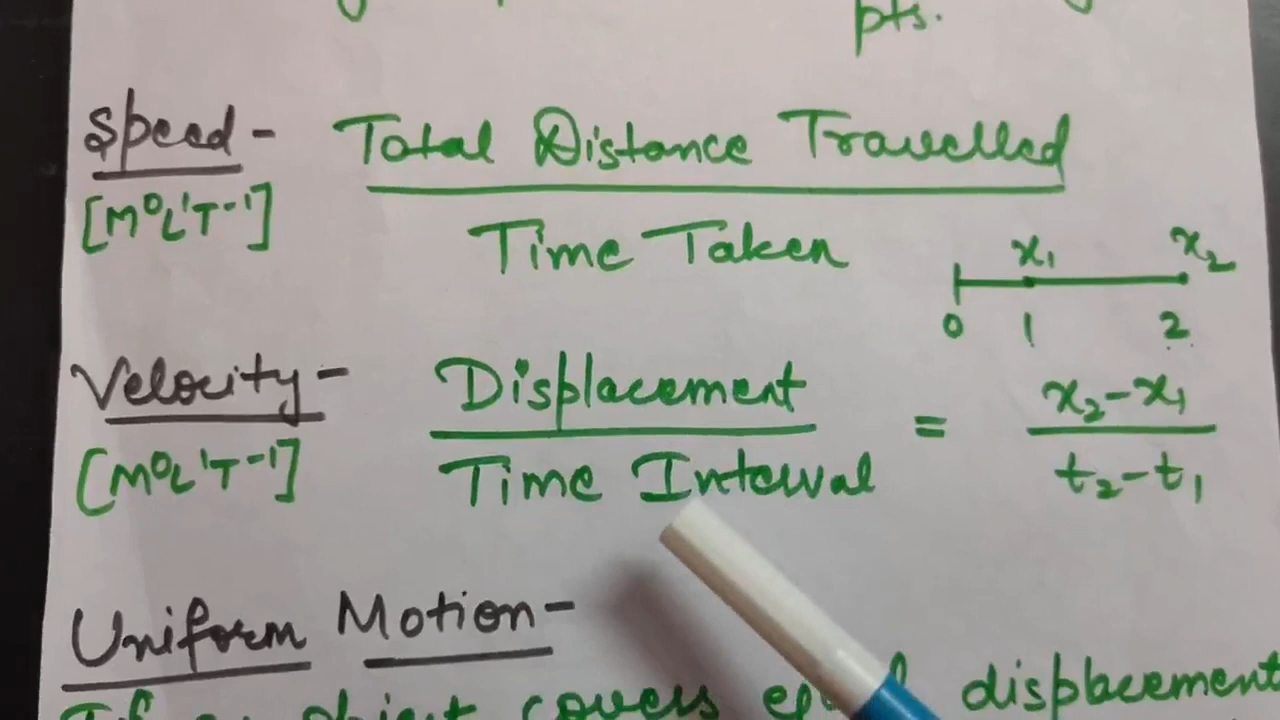 pts.
Speed - Total Distance Travelled
[M⁰L¹T⁻¹]
Time Taken
x₁ x₂
0 1 2
Velocity - Displacement
= x₂-x₁
[M⁰L¹T⁻¹]
Time Interval
t₂-t₁
Uniform Motion -
object covers displacement